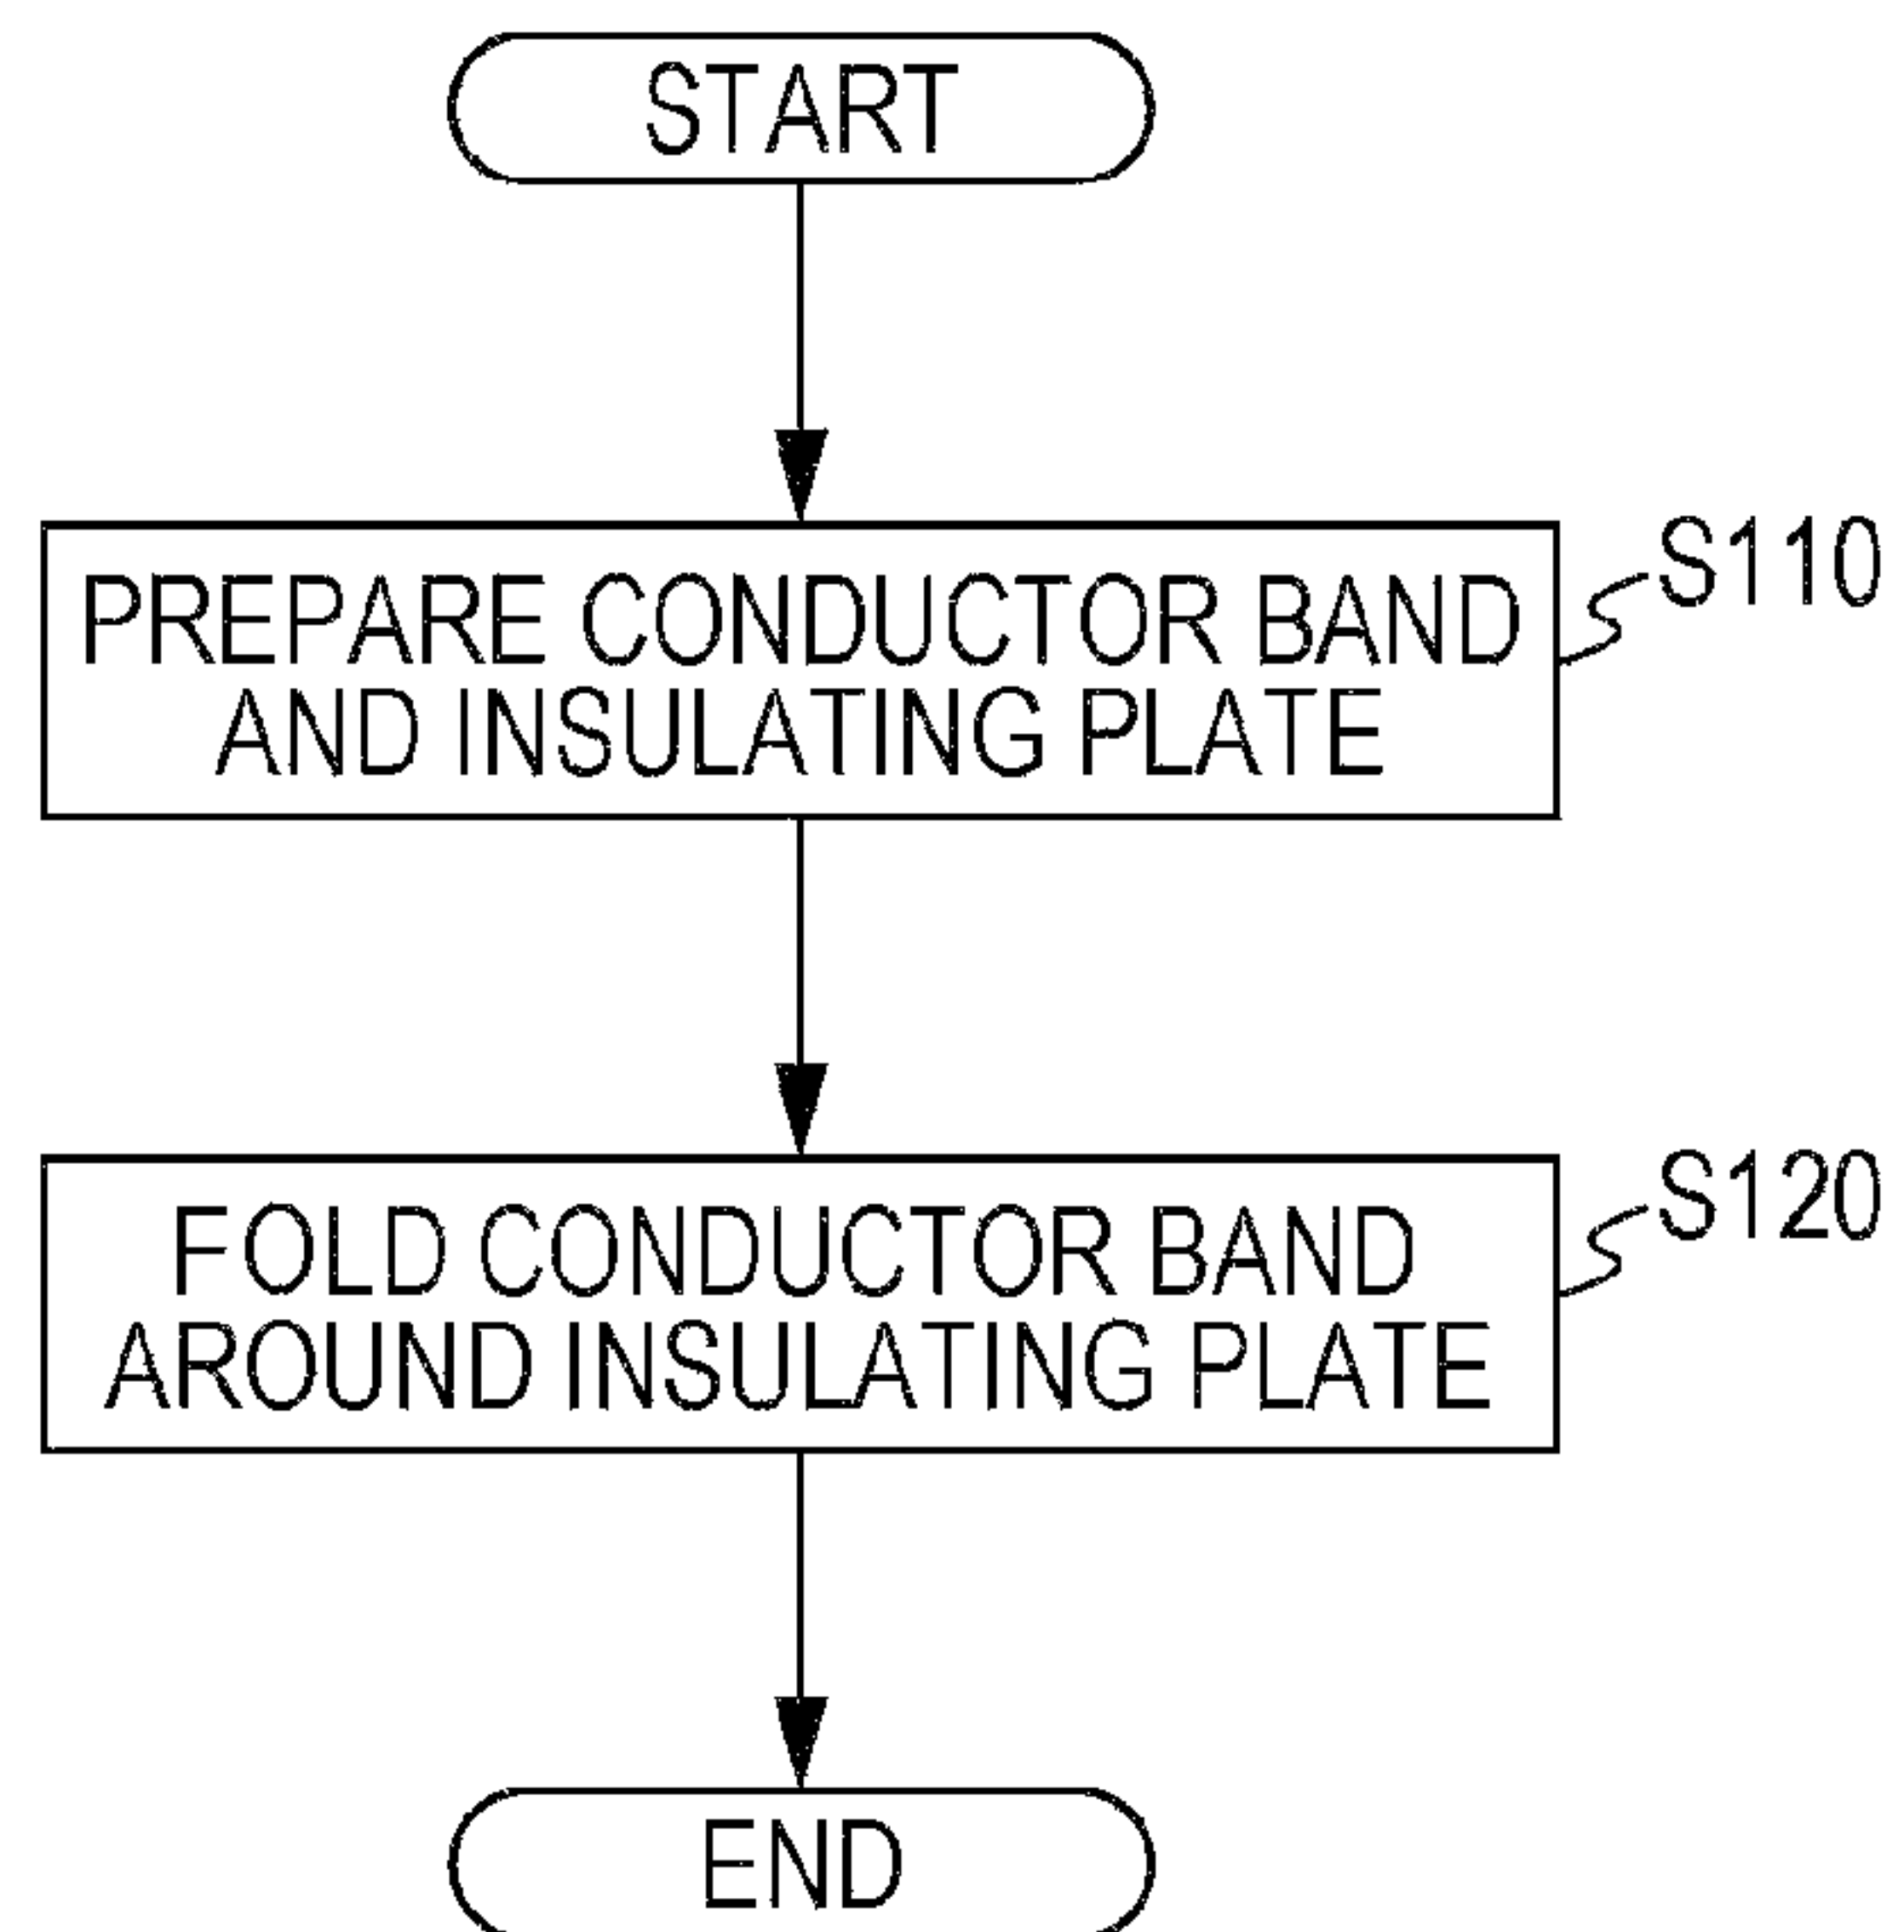 START
PREPARE CONDUCTOR BAND
AND INSULATING PLATE
S110
FOLD CONDUCTOR BAND
AROUND INSULATING PLATE
S120
END